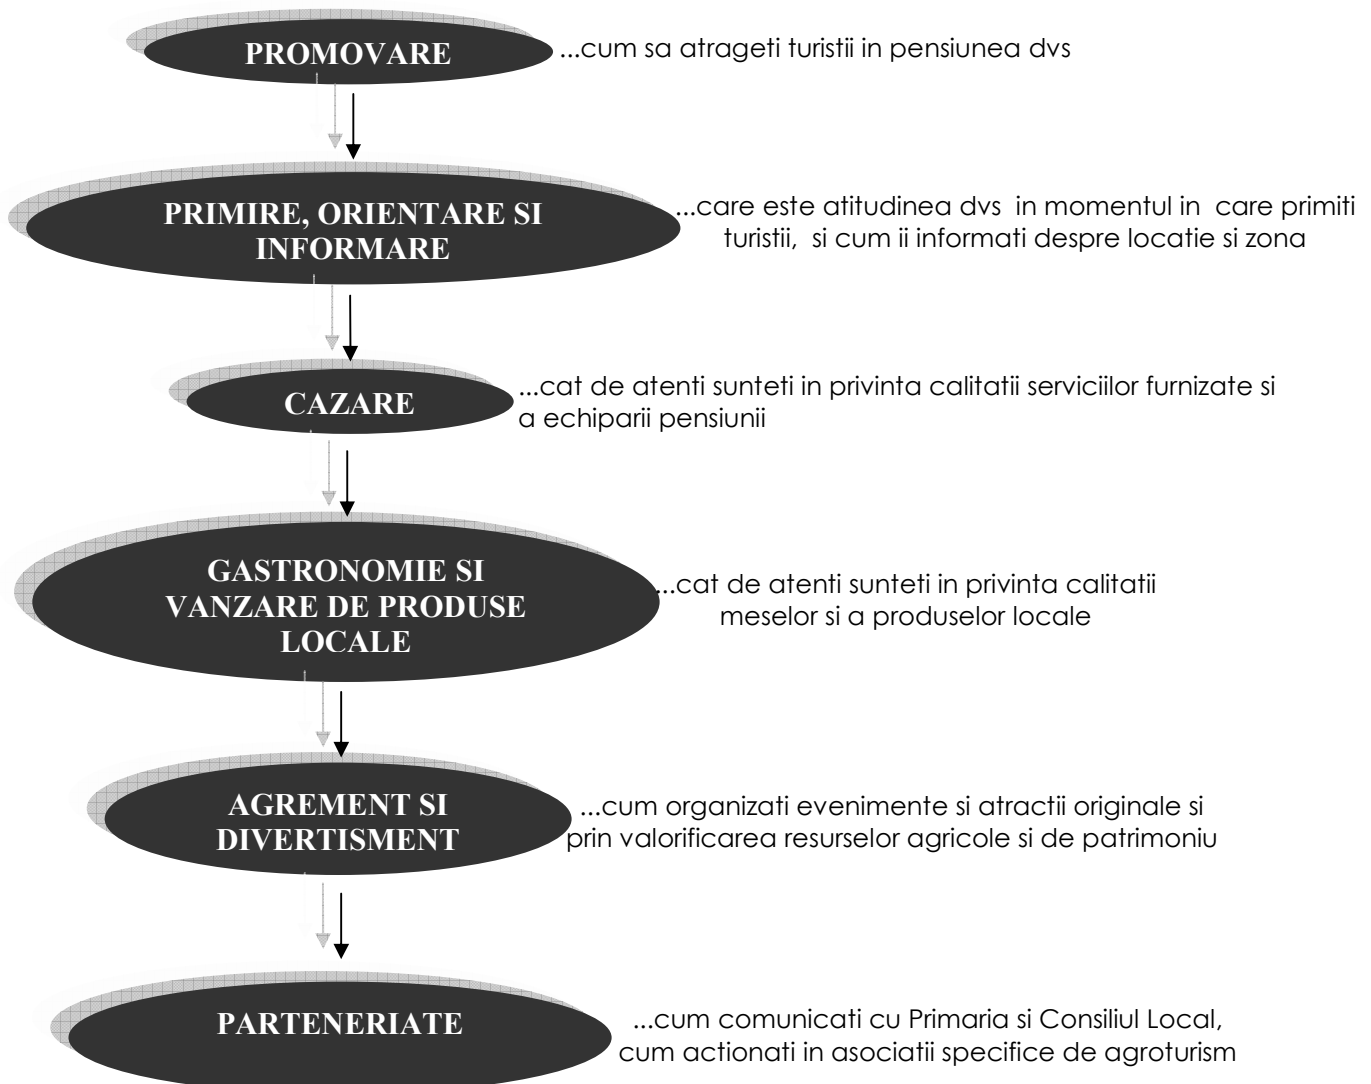 PROMOVARE
...cum sa atrageti turistii in pensiunea dvs
PRIMIRE, ORIENTARE SI
INFORMARE
...care este atitudinea dvs in momentul in care primiti
turistii, si cum ii informati despre locatie si zona
CAZARE
...cat de atenti sunteti in privinta calitatii serviciilor furnizate si
a echiparii pensiunii
GASTRONOMIE SI
VANZARE DE PRODUSE
LOCALE
...cat de atenti sunteti in privinta calitatii
meselor si a produselor locale
AGREMENT SI
DIVERTISMENT
...cum organizati evenimente si atractii originale si
prin valorificarea resurselor agricole si de patrimoniu
PARTENERIATE
...cum comunicati cu Primaria si Consiliul Local,
cum actionati in asociatii specifice de agroturism